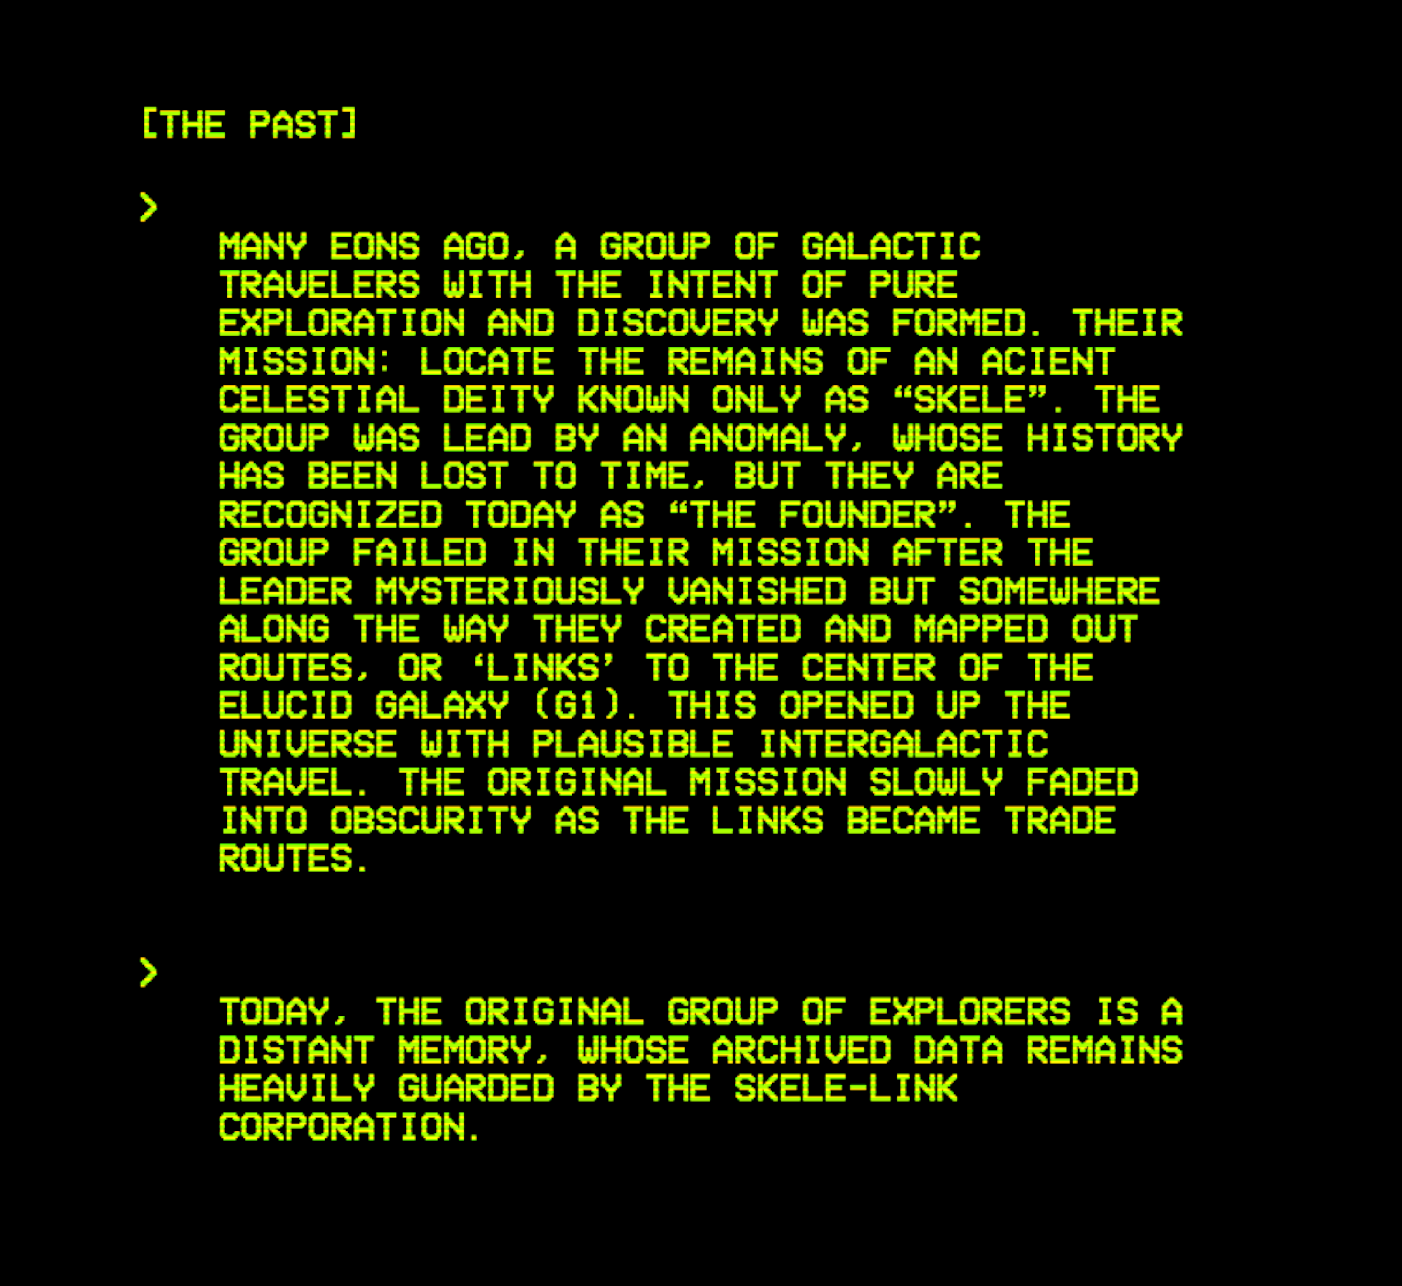 [THE PAST]
>
MANY EONS AGO, A GROUP OF GALACTIC
TRAVELERS WITH THE INTENT OF PURE
EXPLORATION AND DISCOVERY WAS FORMED. THEIR
MISSION: LOCATE THE REMAINS OF AN ACIENT
CELESTIAL DEITY KNOWN ONLY AS “SKELE”. THE
GROUP WAS LEAD BY AN ANOMALY, WHOSE HISTORY
HAS BEEN LOST TO TIME, BUT THEY ARE
RECOGNIZED TODAY AS “THE FOUNDER”. THE
GROUP FAILED IN THEIR MISSION AFTER THE
LEADER MYSTERIOUSLY VANISHED BUT SOMEWHERE
ALONG THE WAY THEY CREATED AND MAPPED OUT
ROUTES, OR ‘LINKS’ TO THE CENTER OF THE
ELUCID GALAXY (G1). THIS OPENED UP THE
UNIVERSE WITH PLAUSIBLE INTERGALACTIC
TRAVEL. THE ORIGINAL MISSION SLOWLY FADED
INTO OBSCURITY AS THE LINKS BECAME TRADE
ROUTES.
>
TODAY, THE ORIGINAL GROUP OF EXPLORERS IS A
DISTANT MEMORY, WHOSE ARCHIVED DATA REMAINS
HEAVILY GUARDED BY THE SKELE-LINK
CORPORATION.